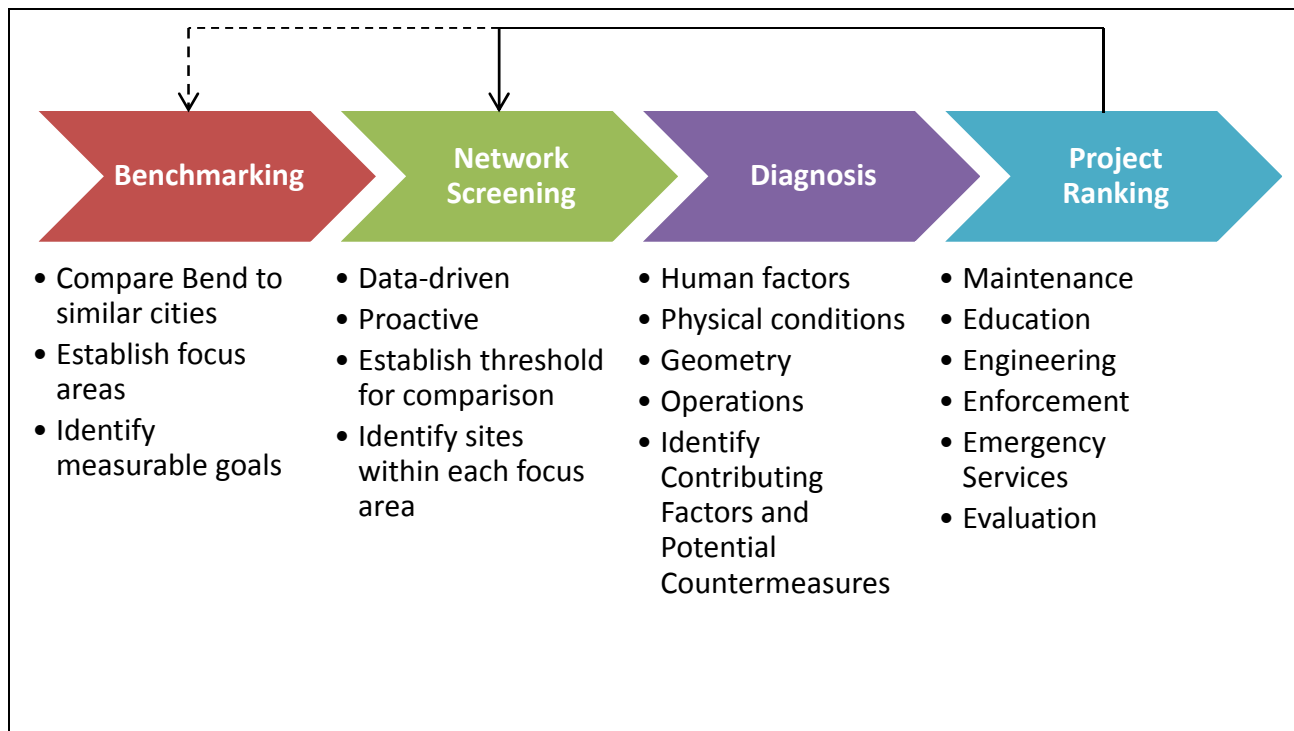 Benchmarking
• Compare Bend to
similar cities
• Establish focus
areas
• Identify
measurable goals
Network
Screening
• Data-driven
• Proactive
• Establish threshold
for comparison
• Identify sites
within each focus
area
Diagnosis
• Human factors
• Physical conditions
• Geometry
• Operations
• Identify
Contributing
Factors and
Potential
Countermeasures
Project
Ranking
• Maintenance
• Education
• Engineering
• Enforcement
• Emergency
Services
• Evaluation